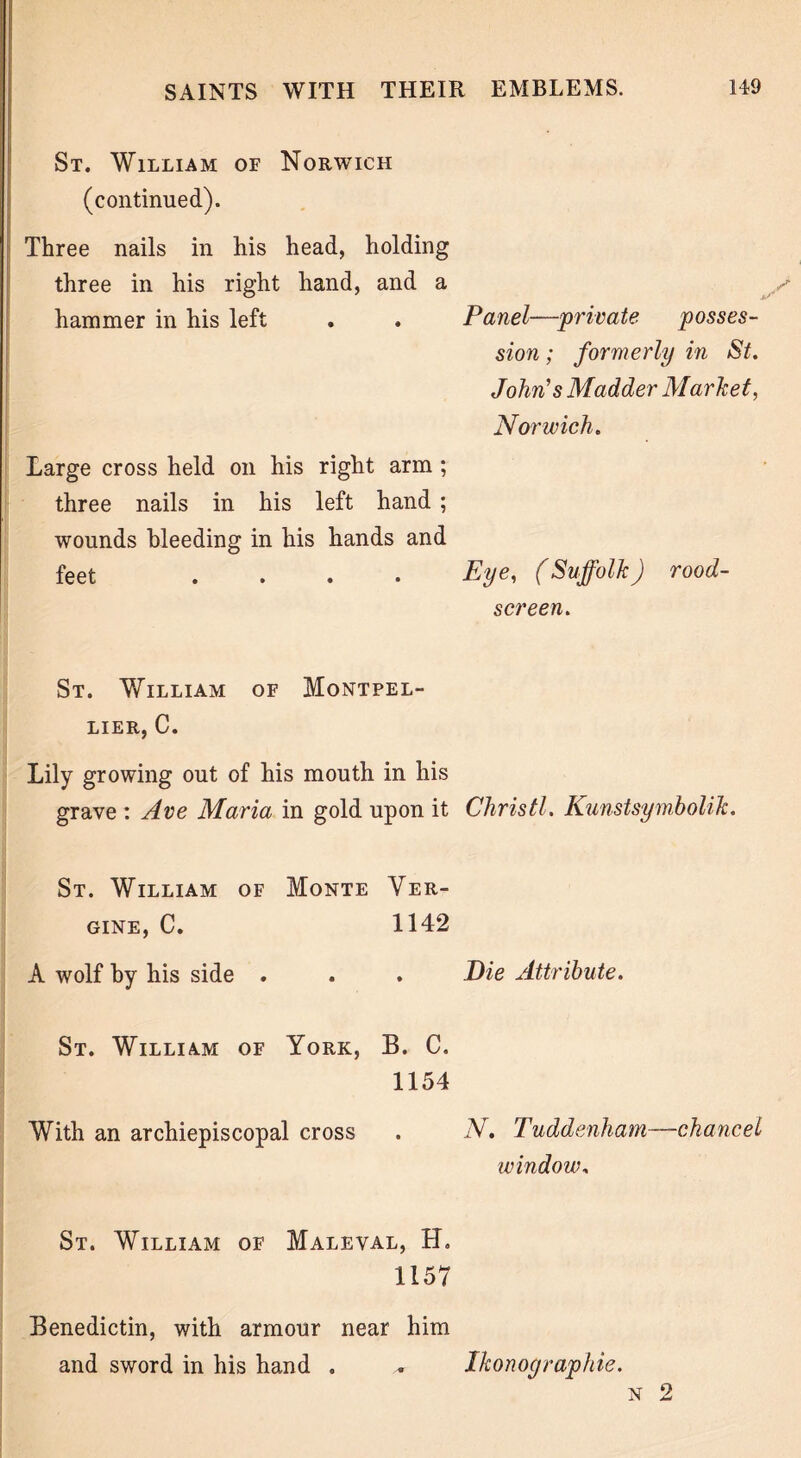 SAINTS WITH THEIR EMBLEMS. 149
St. William of Norwich
(continued).
Three nails in his head, holding
three in his right hand, and a
hammer in his left . . Panel—private posses-
sion; formerly in St.
John's Madder Market,
Norwich.
Large cross held on his right arm;
three nails in his left hand;
wounds bleeding in his hands and
feet . . . . Eye, (Suffolk) rood-
screen.
St. William of Montpel-
lier, C.
Lily growing out of his mouth in his
grave: Ave Maria in gold upon it Christl. Kunstsymbolik.
St. William of Monte Ver-
gine, C. 1142
A wolf by his side . . . Die Attribute.
St. William of York, B. C.
1154
With an archiepiscopal cross . N. Tuddenham—chancel
window.
St. William of Maleval, H.
1157
Benedictin, with armour near him
and sword in his hand . . Ikonographie.
N 2